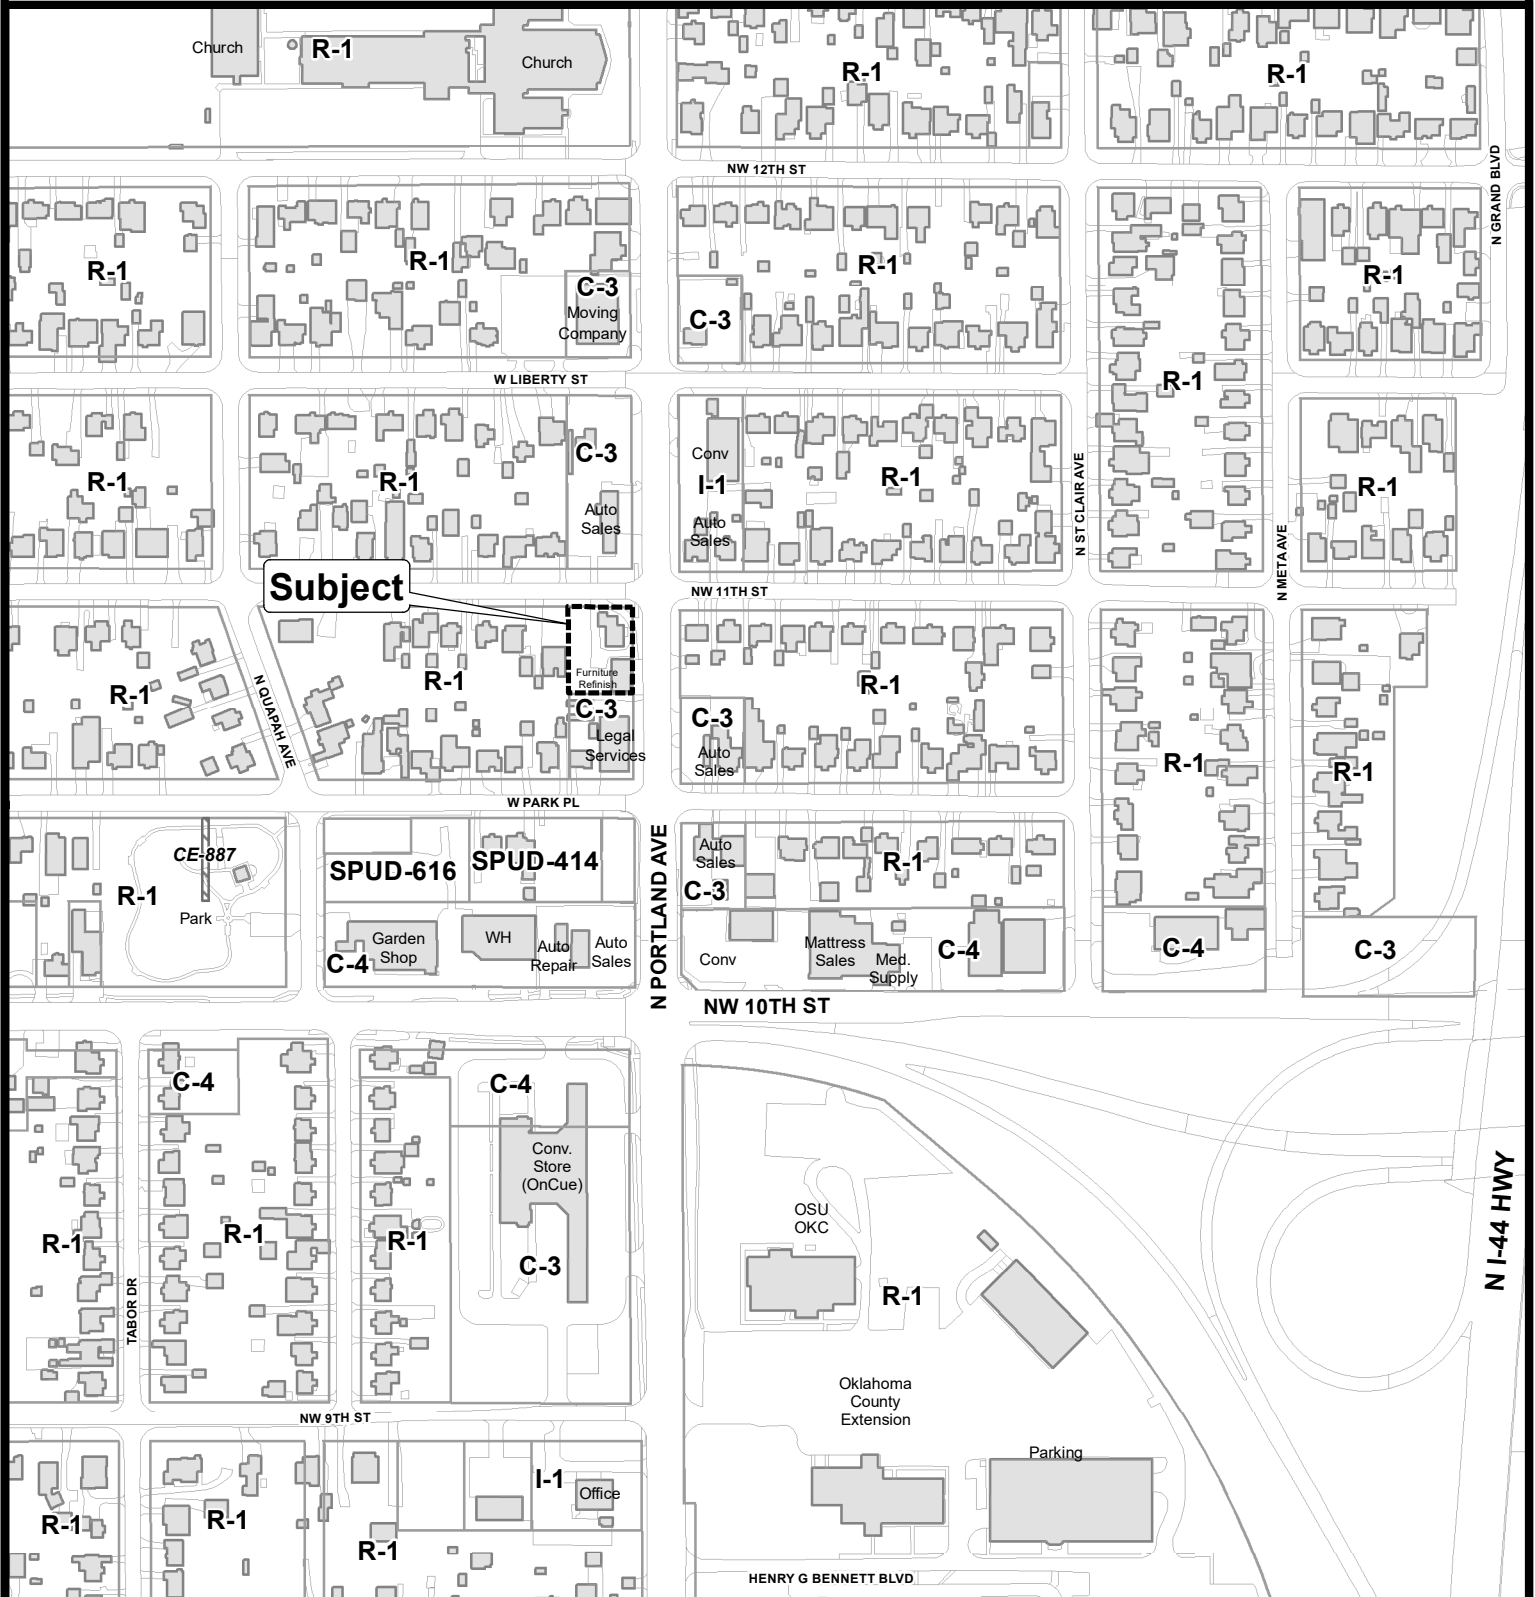 Church
R-1
Church
R-1
R-1
NW 12TH ST
N GRAND BLVD
R-1
R-1
C-3
Moving
Company
C-3
R-1
R-1
W LIBERTY ST
R-1
R-1
R-1
C-3
Auto
Sales
Conv
I-1
Auto
Sales
R-1
N ST CLAIR AVE
R-1
N META AVE
Subject
NW 11TH ST
R-1
N QUAPAH AVE
R-1
Furniture
Refinish
C-3
Legal
Services
R-1
C-3
Auto
Sales
R-1
R-1
W PARK PL
CE-887
R-1
Park
SPUD-616
SPUD-414
N PORTLAND AVE
Auto
Sales
C-3
R-1
Garden
Shop
C-4
WH
Auto
Repair
Auto
Sales
Conv
Mattress
Sales
Med.
Supply
C-4
C-4
C-3
NW 10TH ST
C-4
C-4
Conv.
Store
(OnCue)
OSU
OKC
N I-44 HWY
R-1
R-1
R-1
C-3
R-1
TABOR DR
Oklahoma
County
Extension
NW 9TH ST
Parking
I-1
Office
R-1
R-1
R-1
HENRY G BENNETT BLVD